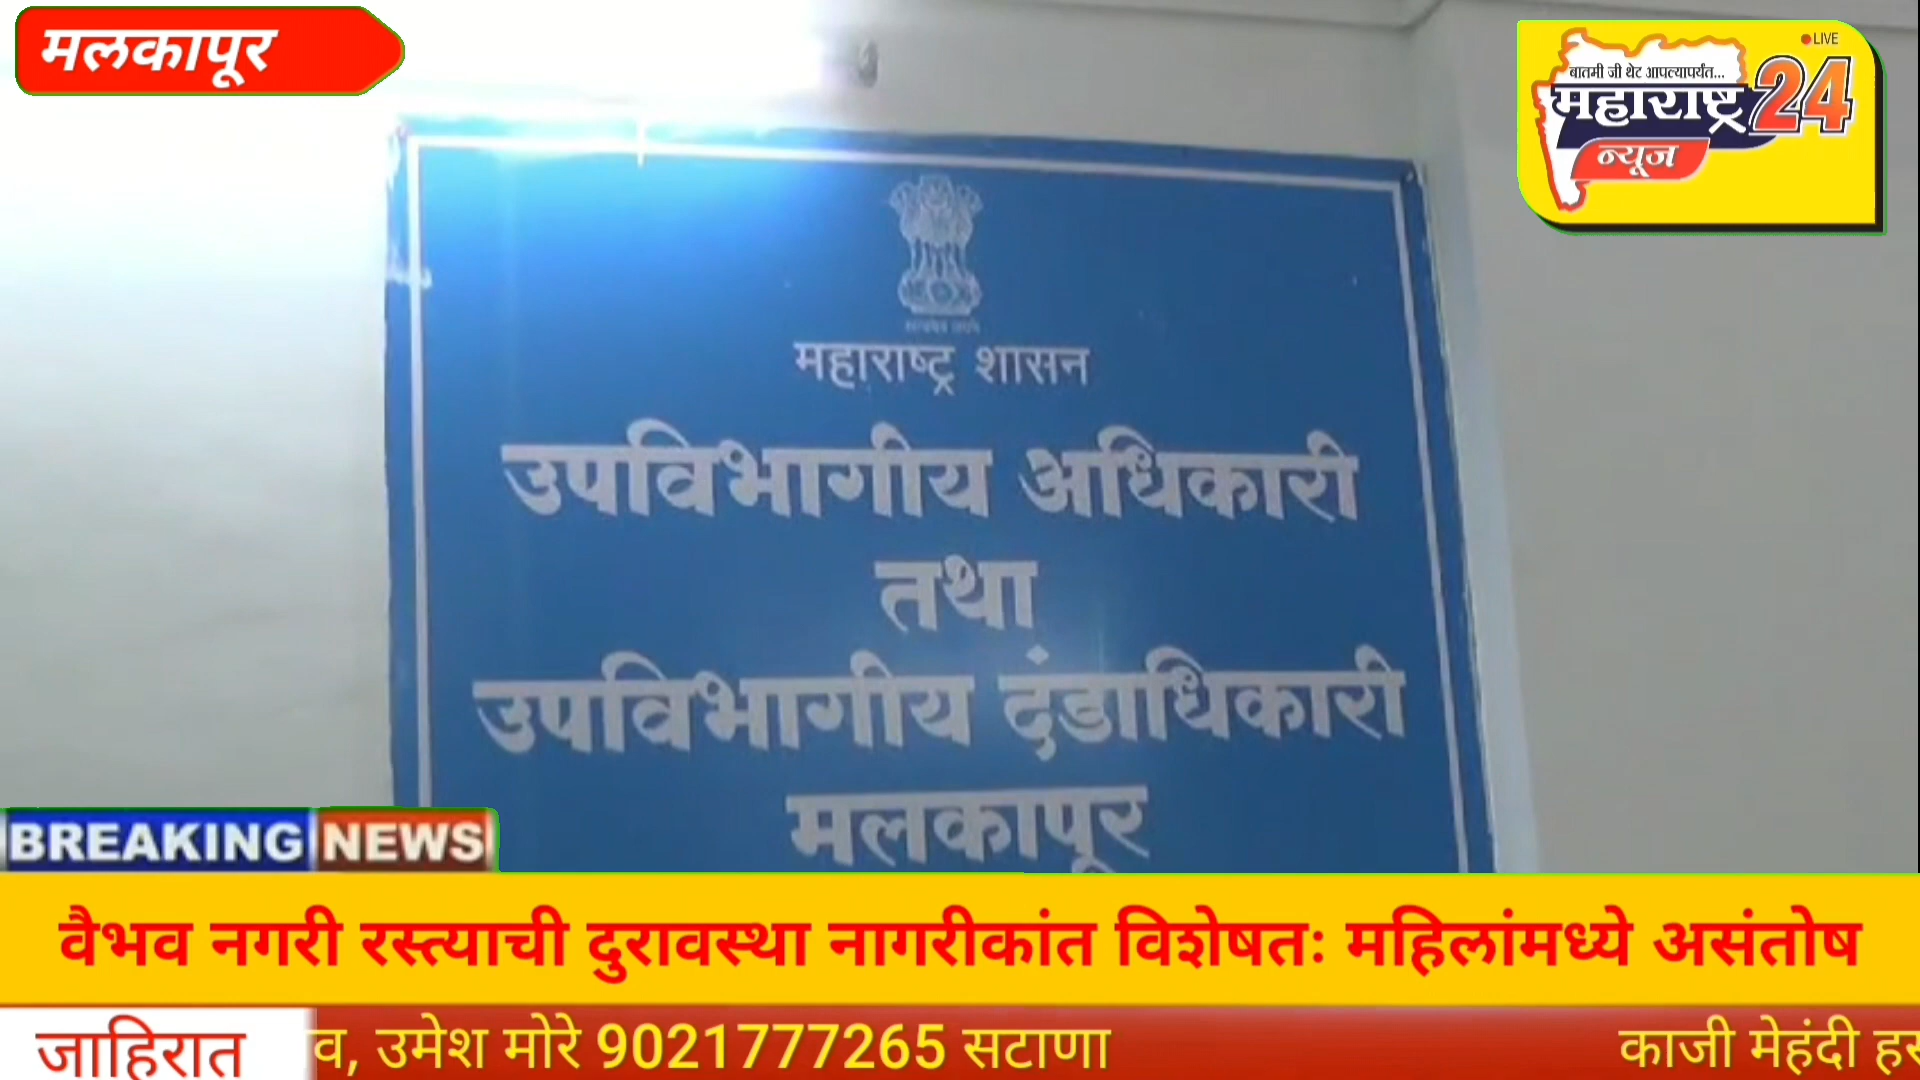 मलकापूर
LIVE
बातमी जी थेट आपल्यापर्यंत...
महाराष्ट्र 24
न्यूज
महाराष्ट्र शासन
उपविभागीय अधिकारी
तथा
उपविभागीय दंडाधिकारी
मलकापूर
BREAKING NEWS
वैभव नगरी रस्त्याची दुरावस्था नागरीकांत विशेषतः महिलांमध्ये असंतोष
जाहिरात
व, उमेश मोरे 9021777265 सटाणा
काजी मेहंदी